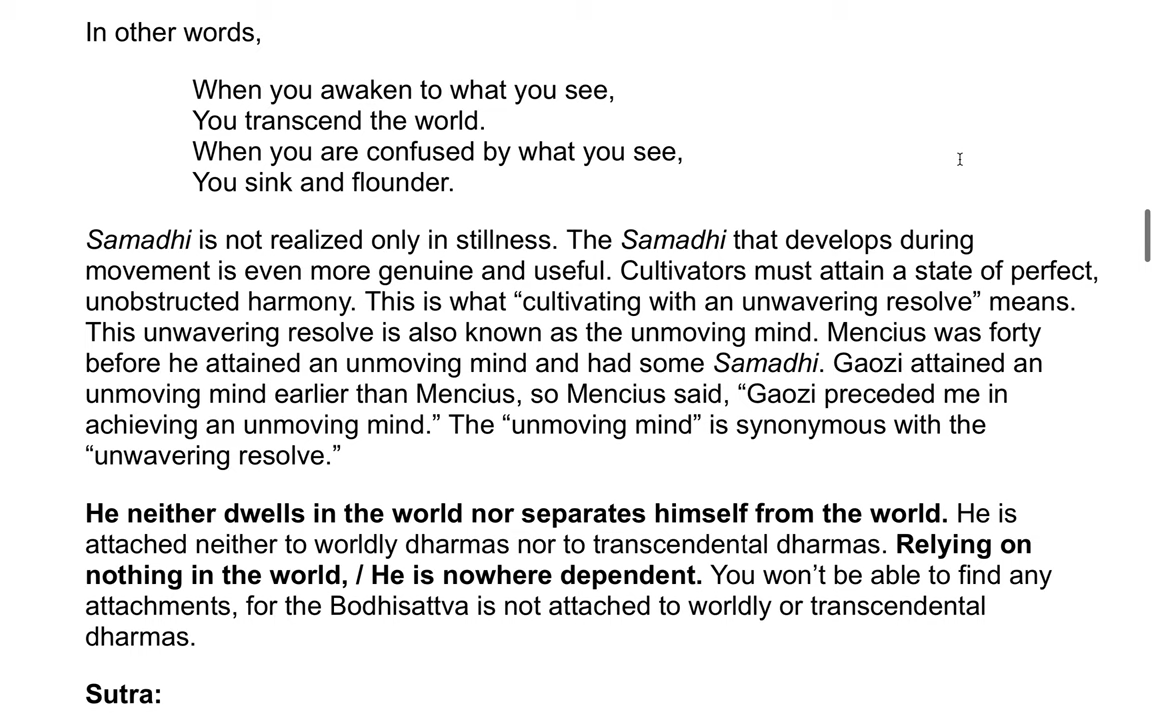 In other words,
When you awaken to what you see,
You transcend the world.
When you are confused by what you see,
You sink and flounder.
Samadhi is not realized only in stillness. The Samadhi that develops during
movement is even more genuine and useful. Cultivators must attain a state of perfect,
unobstructed harmony. This is what “cultivating with an unwavering resolve” means.
This unwavering resolve is also known as the unmoving mind. Mencius was forty
before he attained an unmoving mind and had some Samadhi. Gaozi attained an
unmoving mind earlier than Mencius, so Mencius said, “Gaozi preceded me in
achieving an unmoving mind.” The “unmoving mind” is synonymous with the
“unwavering resolve.”
He neither dwells in the world nor separates himself from the world. He is
attached neither to worldly dharmas nor to transcendental dharmas. Relying on
nothing in the world, / He is nowhere dependent. You won’t be able to find any
attachments, for the Bodhisattva is not attached to worldly or transcendental
dharmas.
Sutra: